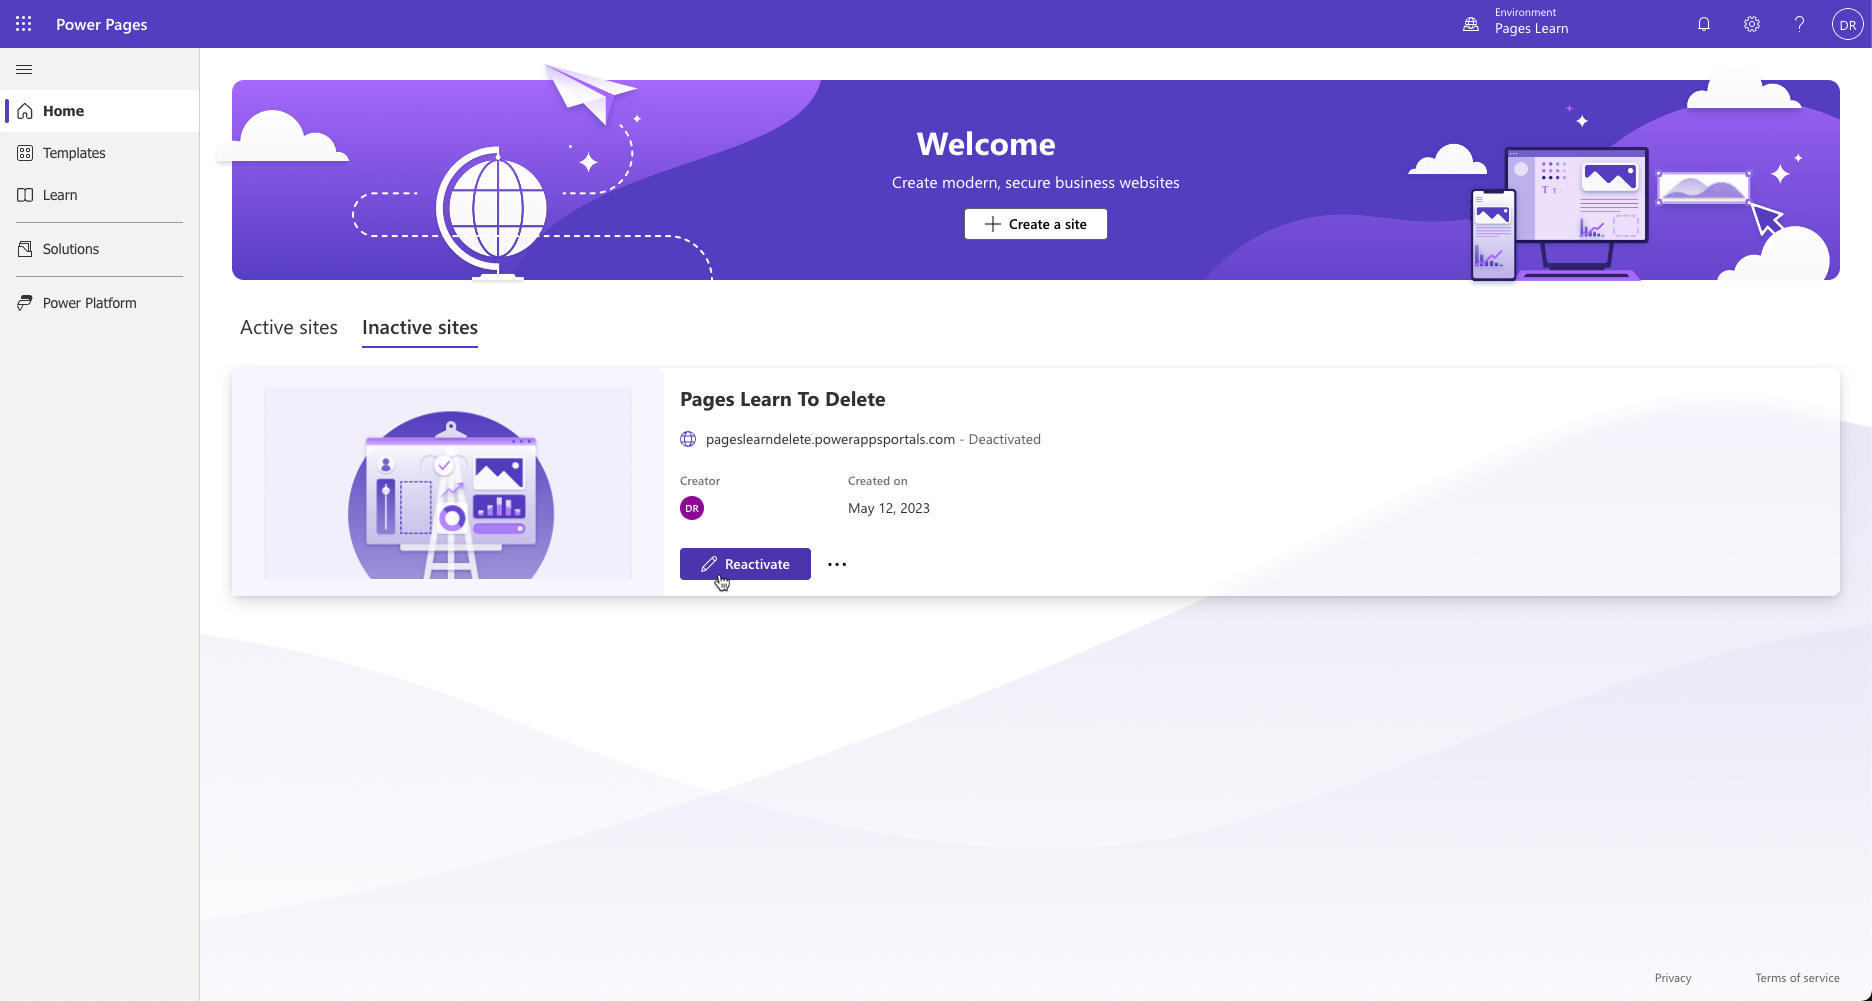 Power Pages
Environment
Pages Learn
DR
Home
Templates
Learn
Solutions
Power Platform
Welcome
Create modern, secure business websites
Create a site
Active sites
Inactive sites
Pages Learn To Delete
pageslearndelete.powerappsportals.com - Deactivated
Creator
Created on
DR
May 12, 2023
Reactivate
Privacy
Terms of service